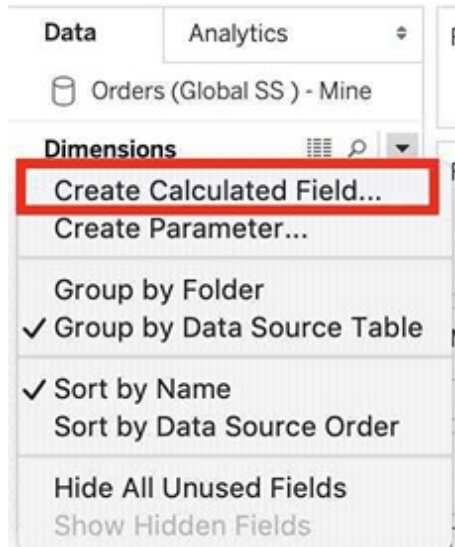 Data Analytics
Orders (Global SS ) - Mine
Dimensions
Create Calculated Field...
Create Parameter...
Group by Folder
✓ Group by Data Source Table
✓ Sort by Name
Sort by Data Source Order
Hide All Unused Fields
Show Hidden Fields